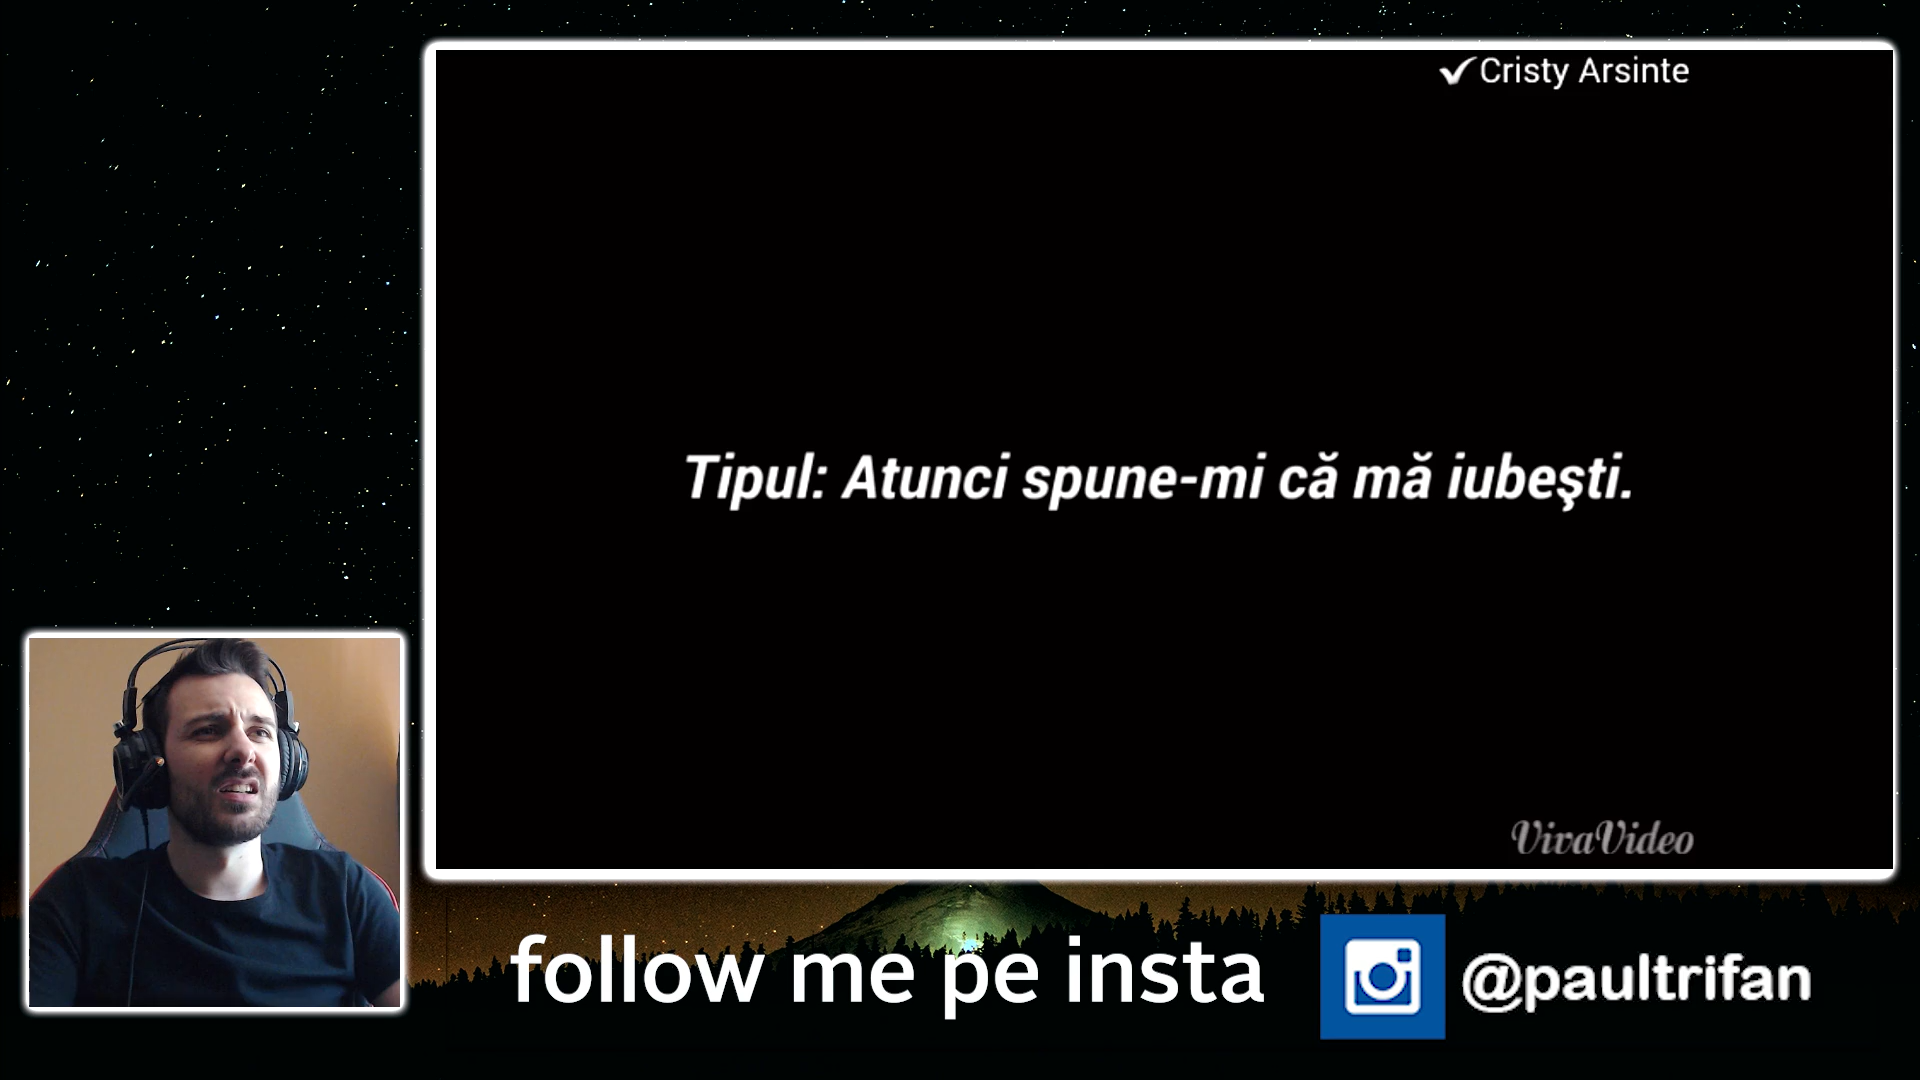 ✔Cristy Arsinte
Tipul: Atunci spune-mi că mă iubeşti.
VivaVideo
follow me pe insta
@paultrifan